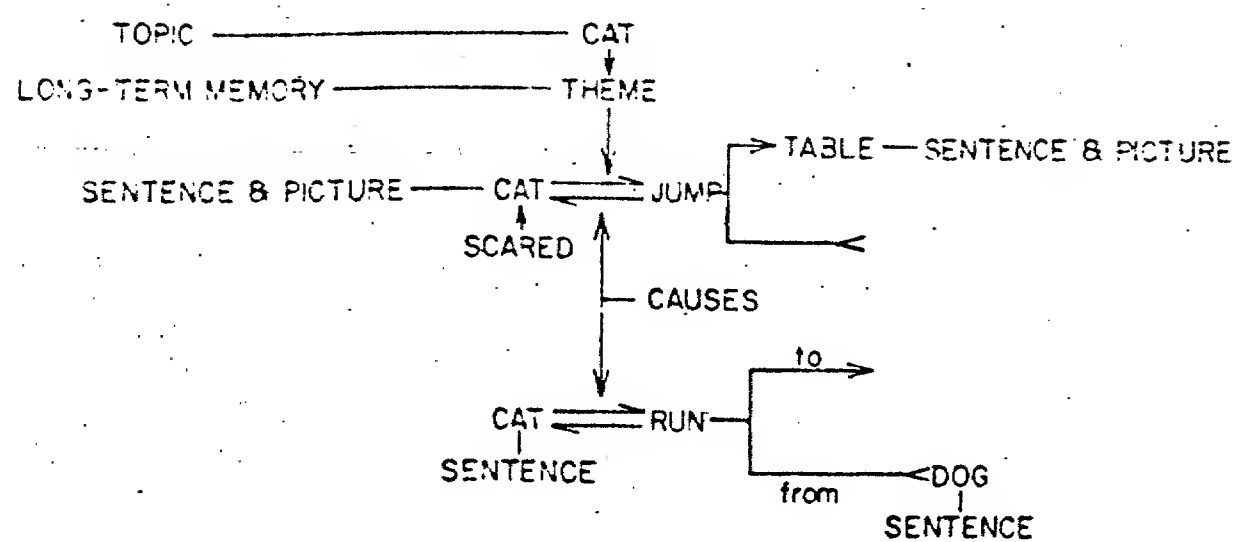 TOPIC CAT
LONG-TERM MEMORY THEME
TABLE SENTENCE & PICTURE
SENTENCE & PICTURE CAT JUMP
SCARED
CAUSES
to
CAT RUN
SENTENCE
from DOG
SENTENCE